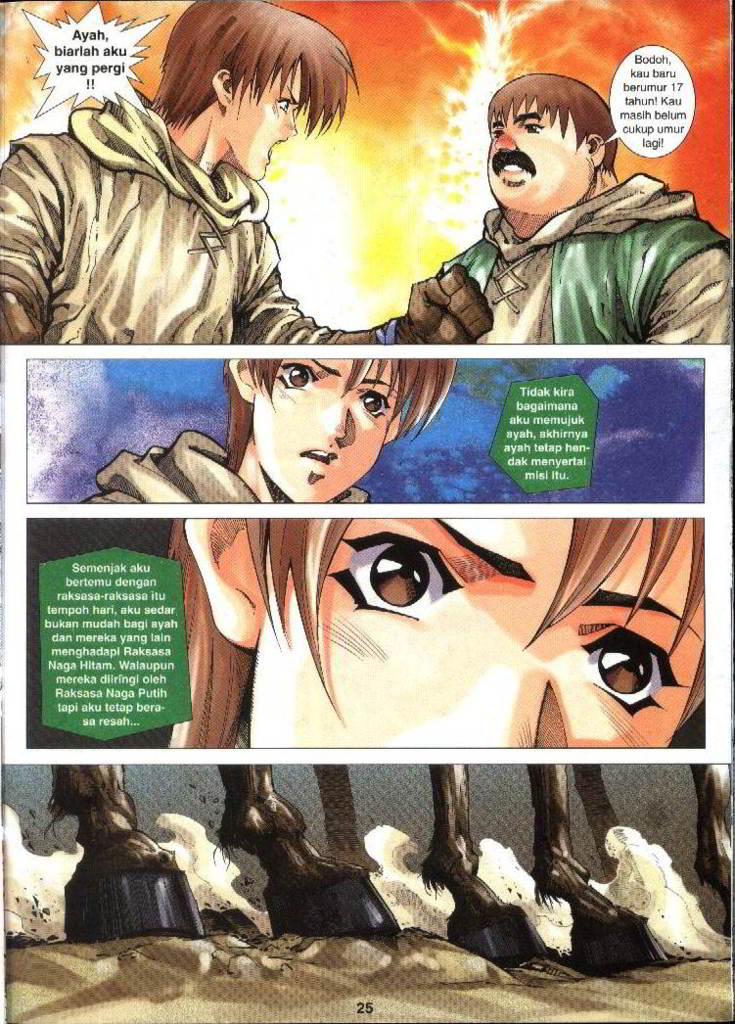 Ayah,
biarlah aku
yang pergi
!!
Bodoh,
kau baru
berumur 17
tahun! Kau
masih belum
cukup umur
lagi!
Tidak kira
bagaimana
aku memujuk
ayah, akhirnya
ayah tetap hen-
dak menyertai
misi Itu.
Semenjak aku
bertemu dengan
raksasa-raksasa itu
tempoh hari, aku sedar
bukan mudah bagi ayah
dan mereka yang lain
menghadapi Raksasa
Naga Hitam. Walaupun
mereka diiringi oleh
Raksasa Naga Putih
tapi aku tetap bera-
sa resah...
25